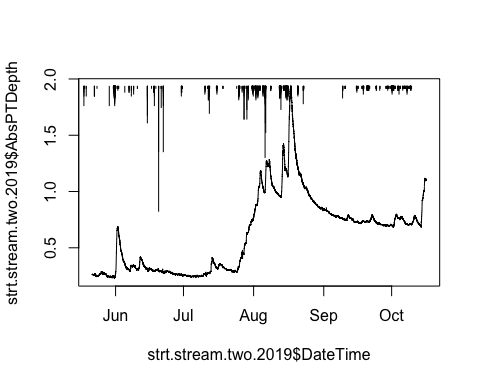 strt.stream.two.2019$AbsPTDepth
2.0
1.5
1.0
0.5
Jun Jul Aug Sep Oct
strt.stream.two.2019$DateTime